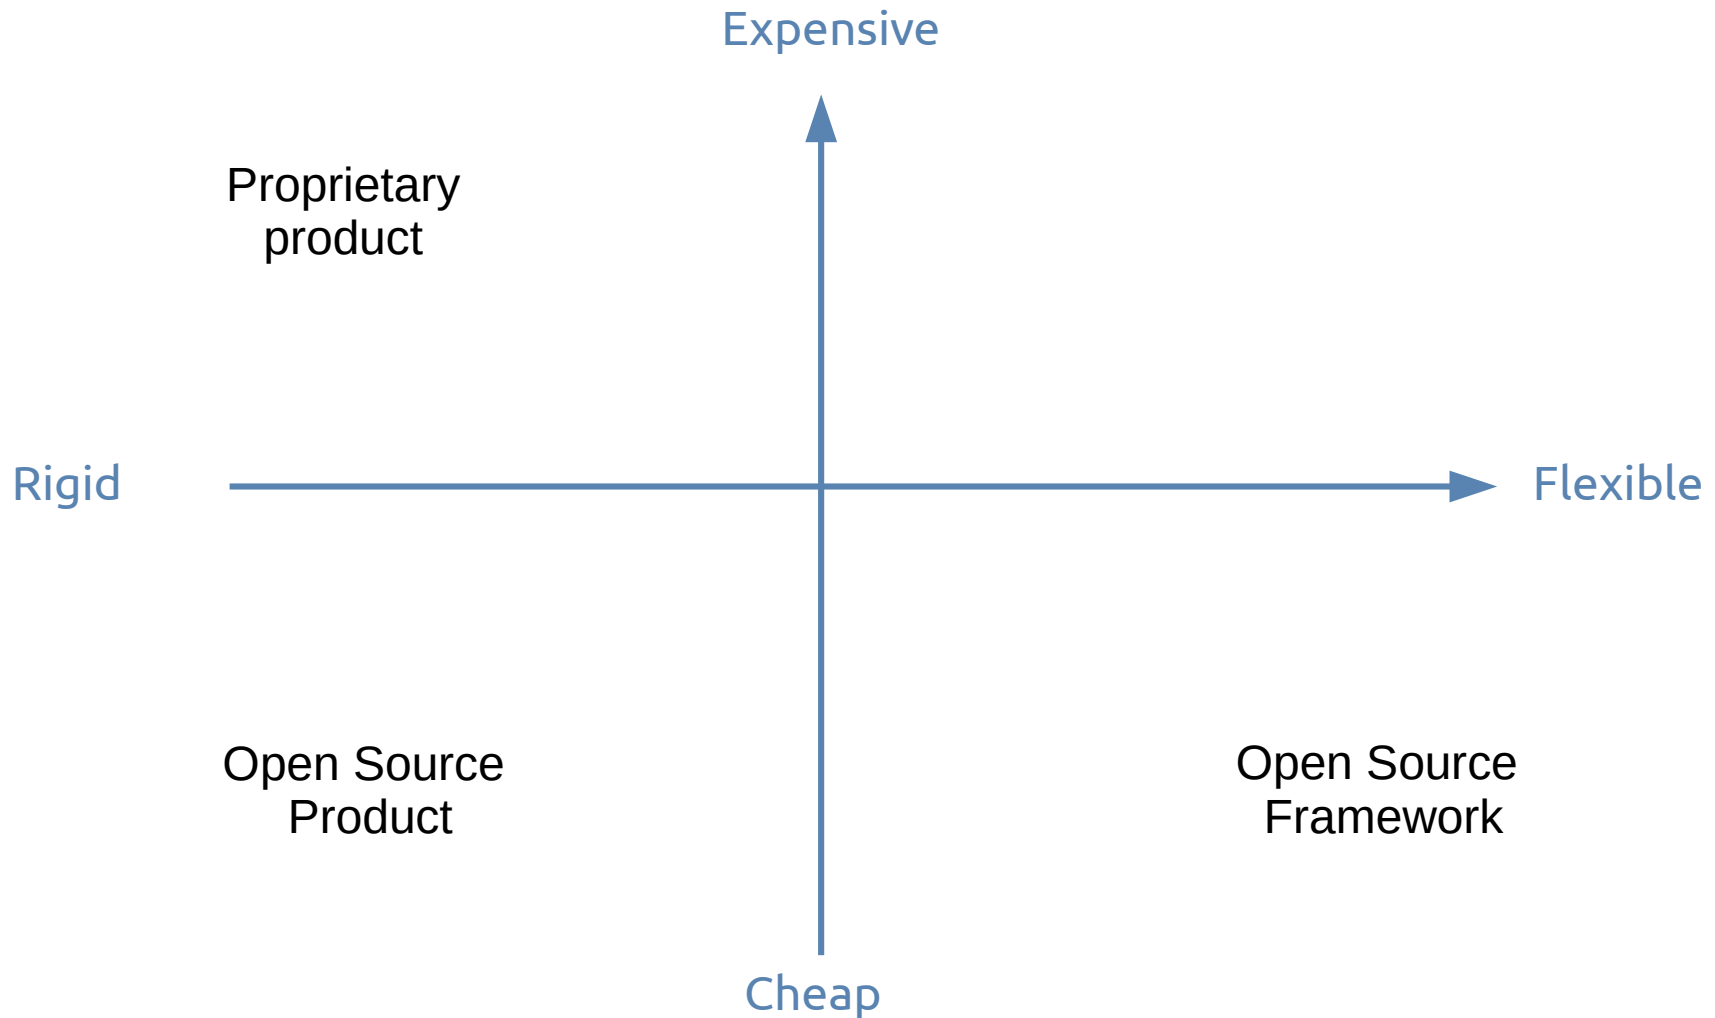 Expensive
Proprietary
product
Rigid
Flexible
Open Source
Product
Open Source
Framework
Cheap